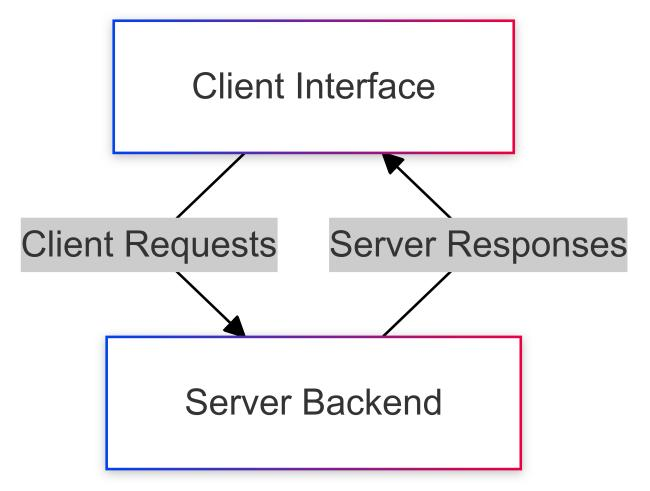 Client Interface
Client Requests
Server Responses
Server Backend